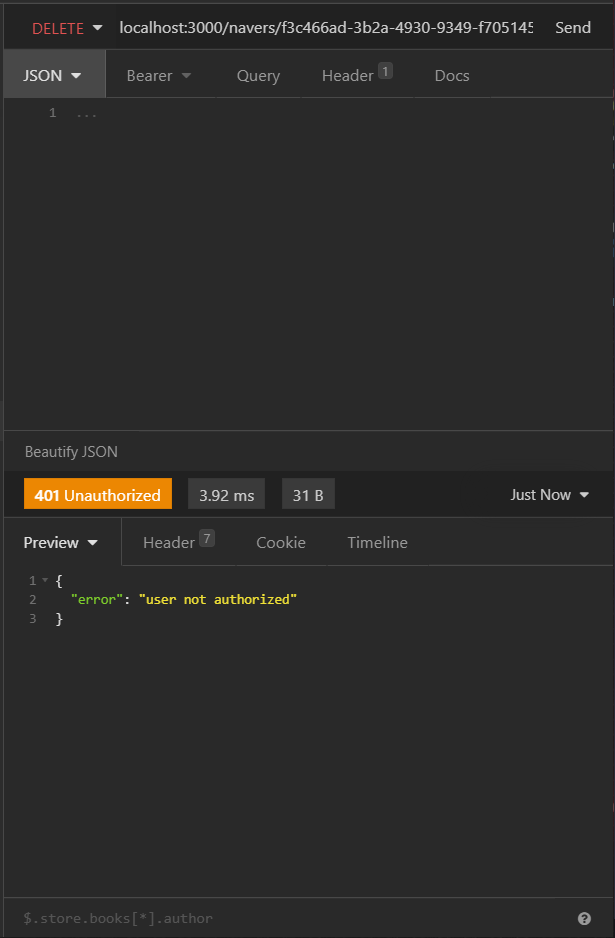 DELETE localhost:3000/navers/f3c466ad-3b2a-4930-9349-f705145 Send
JSON Bearer Query Header 1 Docs
1 ...
Beautify JSON
401 Unauthorized 3.92 ms 31 B Just Now
Preview Header 7 Cookie Timeline
1 {
2 "error": "user not authorized"
3 }
$.store.books[*].author ?